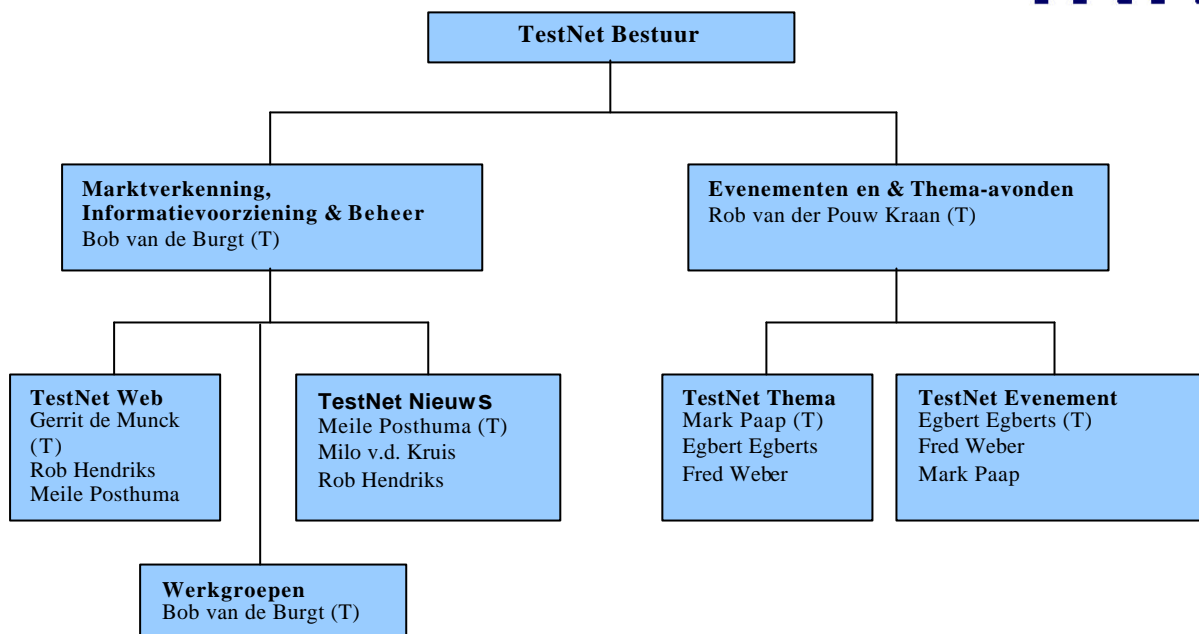 TestNet Bestuur
Marktverkenning,
Informatievoorziening & Beheer
Bob van de Burgt (T)
Evenementen en & Thema-avonden
Rob van der Pouw Kraan (T)
TestNet Web
Gerrit de Munck
(T)
Rob Hendriks
Meile Posthuma
TestNet Nieuws
Meile Posthuma (T)
Milo v.d. Kruis
Rob Hendriks
TestNet Thema
Mark Paap (T)
Egbert Egberts
Fred Weber
TestNet Evenement
Egbert Egberts (T)
Fred Weber
Mark Paap
Werkgroepen
Bob van de Burgt (T)